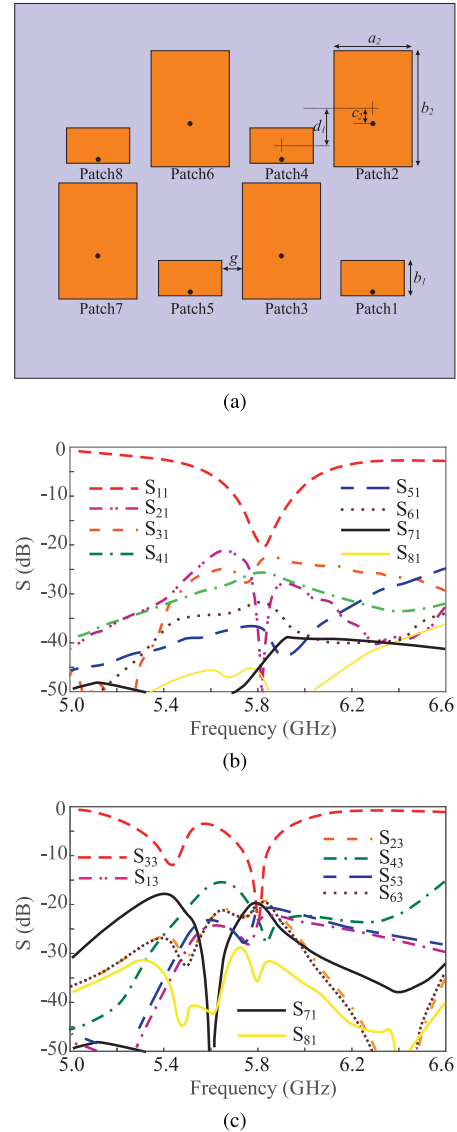 a₂
b₂
c₂
d₁
Patch8
Patch6
Patch4
Patch2
g
b₁
Patch7
Patch5
Patch3
Patch1
(a)
0
-10
-20
-30
-40
-50
S (dB)
S₁₁
S₂₁
S₃₁
S₄₁
S₅₁
S₆₁
S₇₁
S₈₁
5.0
5.4
5.8
6.2
6.6
Frequency (GHz)
(b)
0
-10
-20
-30
-40
-50
S (dB)
S₃₃
S₁₃
S₂₃
S₄₃
S₅₃
S₆₃
S₇₁
S₈₁
5.0
5.4
5.8
6.2
6.6
Frequency (GHz)
(c)